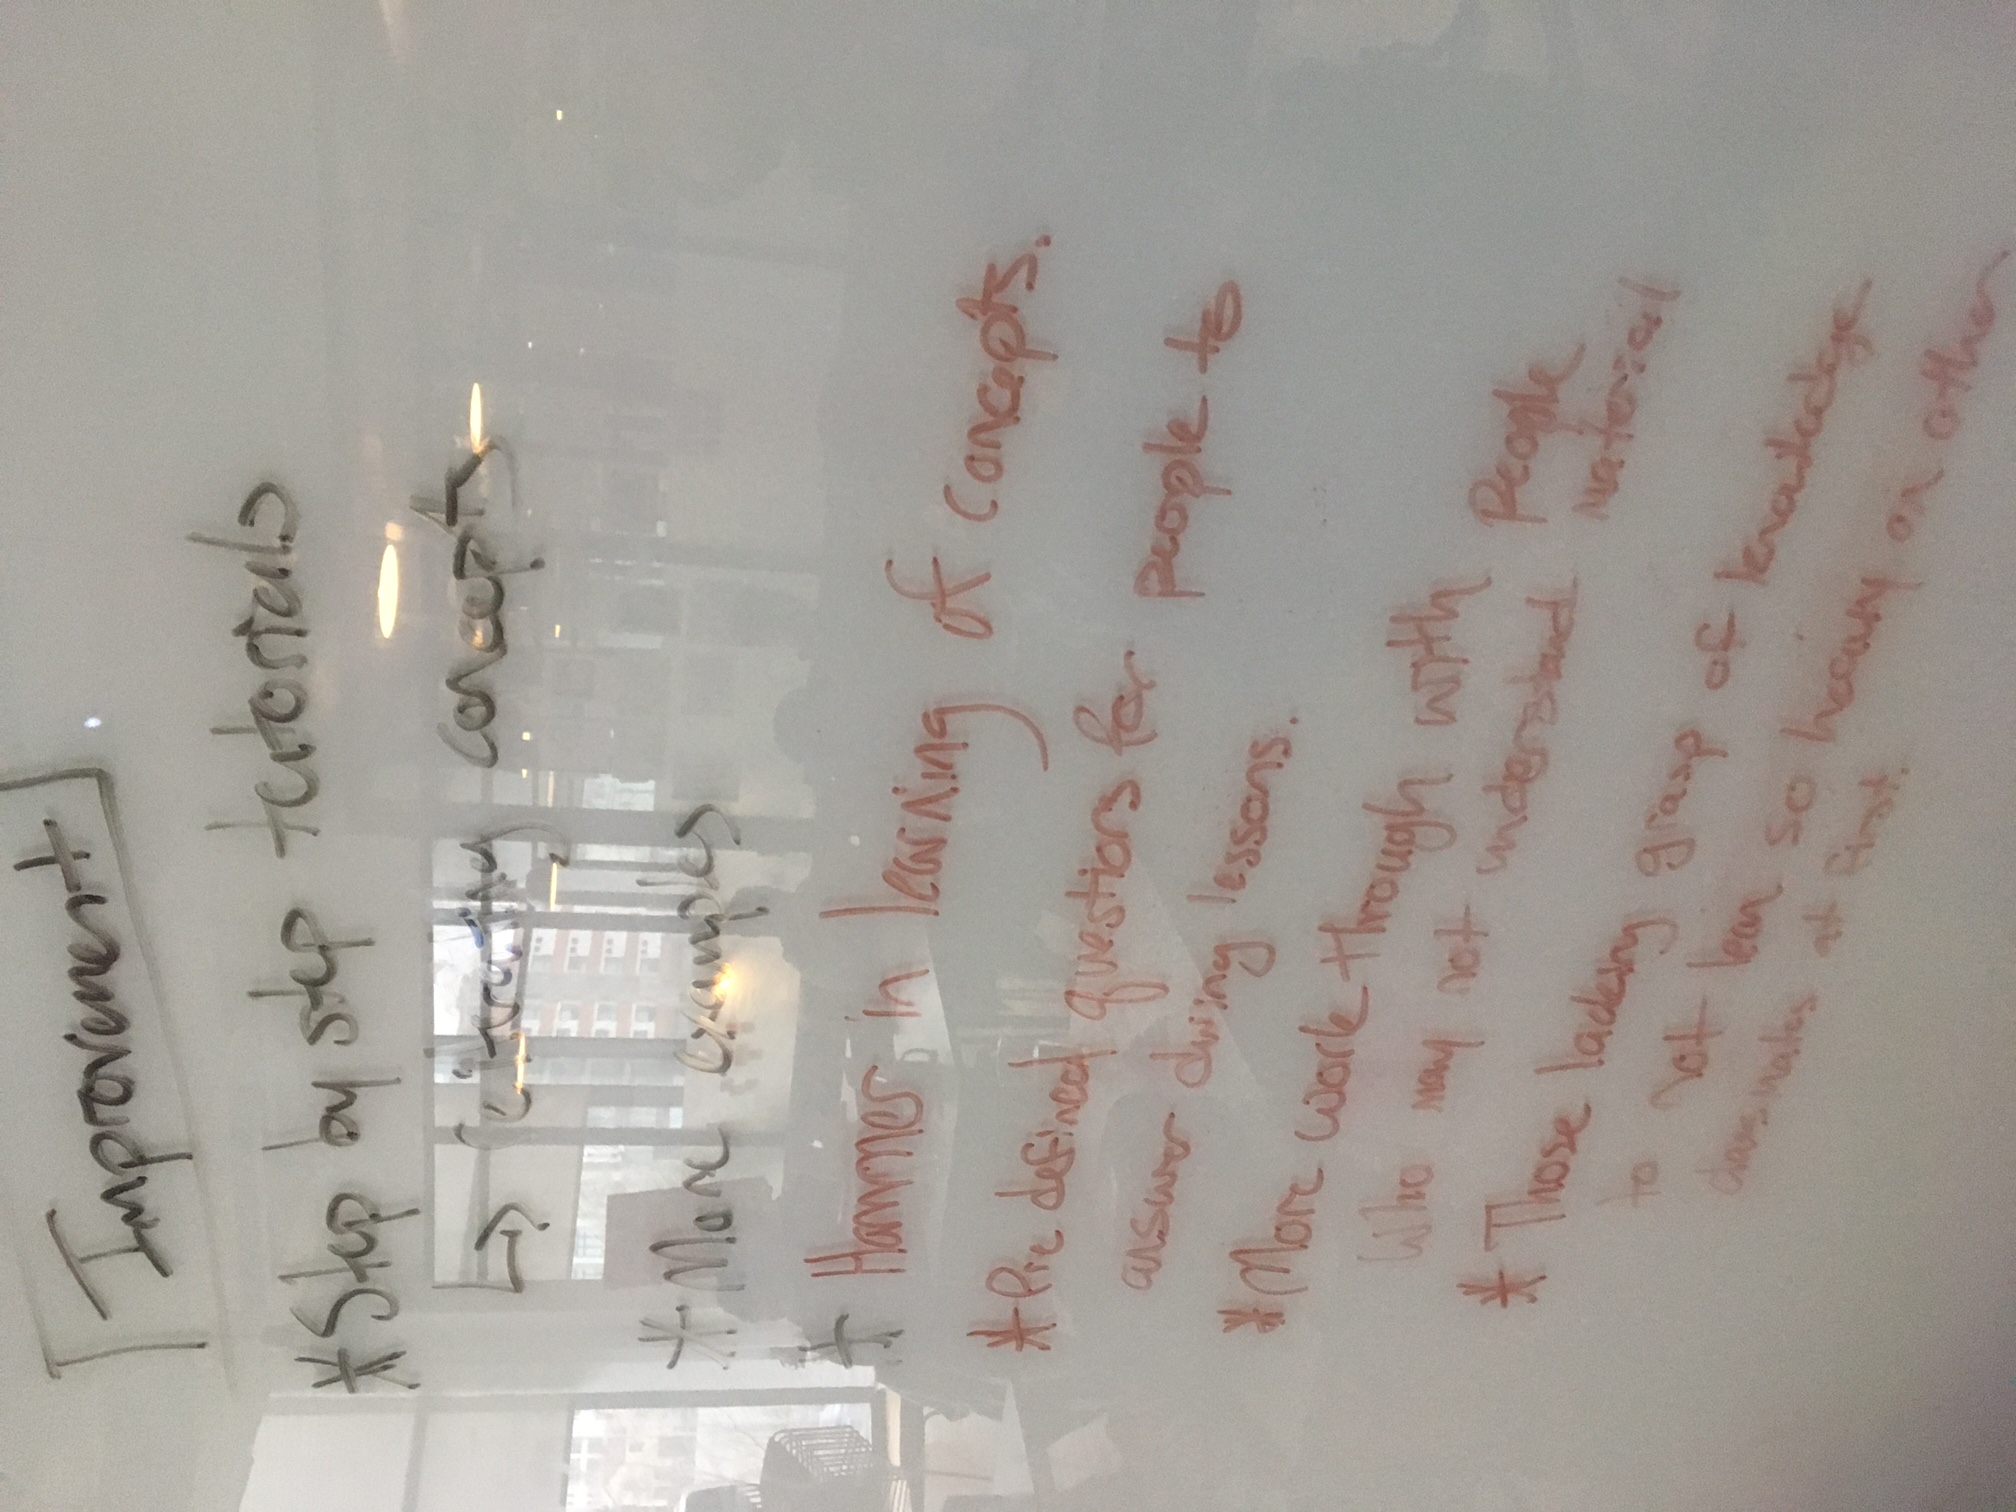 Improvement
* Step by step tutorials
↳ reiterating concepts
* More examples
* Hammer in learning of concepts.
* Pre defined questions for people to
answer during lessons.
* More work through with people
Who may not understand material
* Those lacking grasp of knowledge
to not lean so heavy on other
classmates at first.